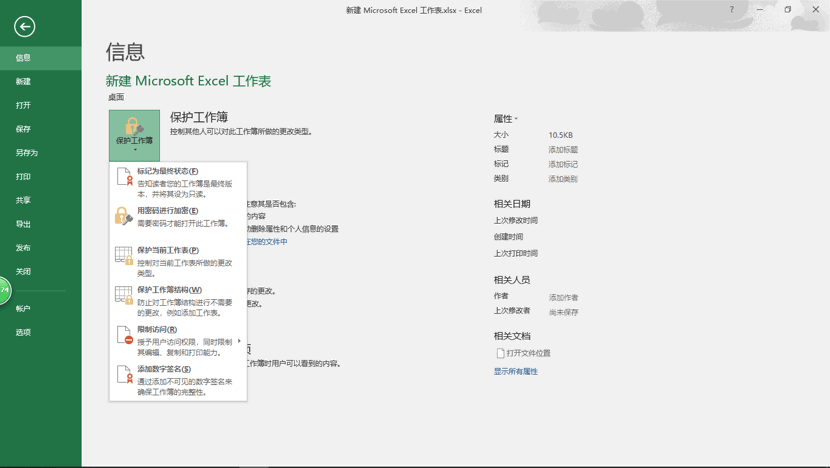 新建 Microsoft Excel 工作表.xlsx - Excel
?
信息
新建
打开
保存
另存为
打印
共享
导出
发布
关闭
74
帐户
选项
信息
新建 Microsoft Excel 工作表
桌面
保护工作簿
保护工作簿
控制其他人可以对此工作簿所做的更改类型。
标记为最终状态(F)
告知读者您的工作簿是最终版
本，并将其设为只读。
用密码进行加密(E)
需要密码才能打开此工作簿。
保护当前工作表(P)
控制对当前工作表所做的更改
类型。
保护工作簿结构(W)
防止对工作簿结构进行不需要
的更改，例如添加工作表。
限制访问(R)
授予用户访问权限，同时限制
其编辑、复制和打印能力。
添加数字签名(S)
通过添加不可见的数字签名来
确保工作簿的完整性。
注意其是否包含:
的内容
动删除属性和个人信息的设置
在您的文件中
存的更改。
更改。
项
工作簿时用户可以看到的内容。
属性
大小 10.5KB
标题 添加标题
标记 添加标记
类别 添加类别
相关日期
上次修改时间
创建时间
上次打印时间
相关人员
作者 添加作者
上次修改者 尚未保存
相关文档
打开文件位置
显示所有属性